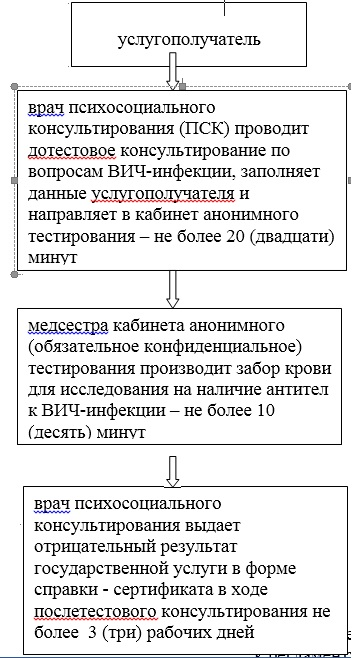 услугополучатель
врач психосоциального
консультирования (ПСК) проводит
дотестовое консультирование по
вопросам ВИЧ-инфекции, заполняет
данные услугополучателя и
направляет в кабинет анонимного
тестирования – не более 20 (двадцати)
минут
медсестра кабинета анонимного
(обязательное конфиденциальное)
тестирования производит забор крови
для исследования на наличие антител
к ВИЧ-инфекции – не более 10
(десять) минут
врач психосоциального
консультирования выдает
отрицательный результат
государственной услуги в форме
справки - сертификата в ходе
послетестового консультирования не
более  3 (три) рабочих дней